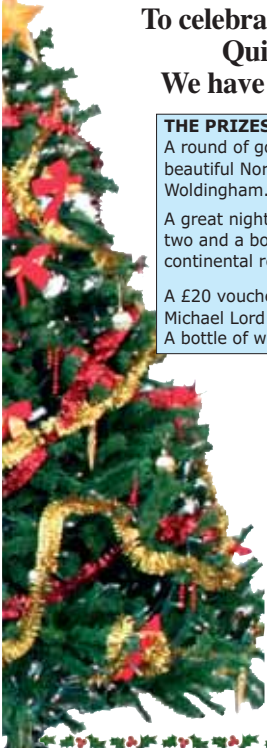 To celebra
Qui
We have
THE PRIZES
A round of go
beautiful Nor
Woldingham.
A great night
two and a bo
continental re
A £20 vouche
Michael Lord
A bottle of w